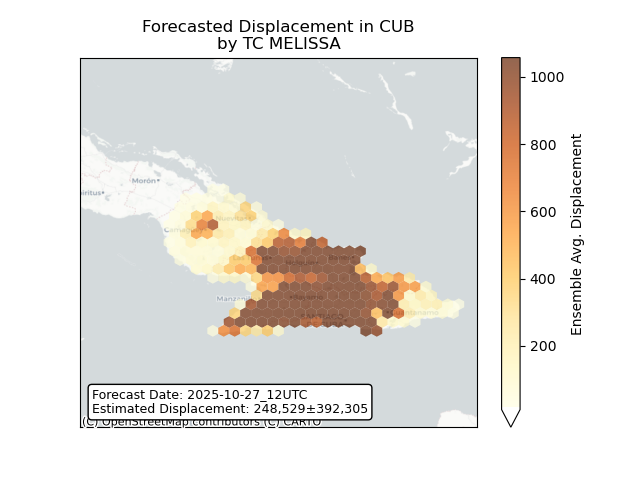 Forecasted Displacement in CUB
by TC MELISSA
Morón
Manzani
1000
800
600
400
200
Ensemble Avg. Displacement
Forecast Date: 2025-10-27_12UTC
Estimated Displacement: 248,529±392,305
(C) OpenStreetMap contributors (C) CARTO